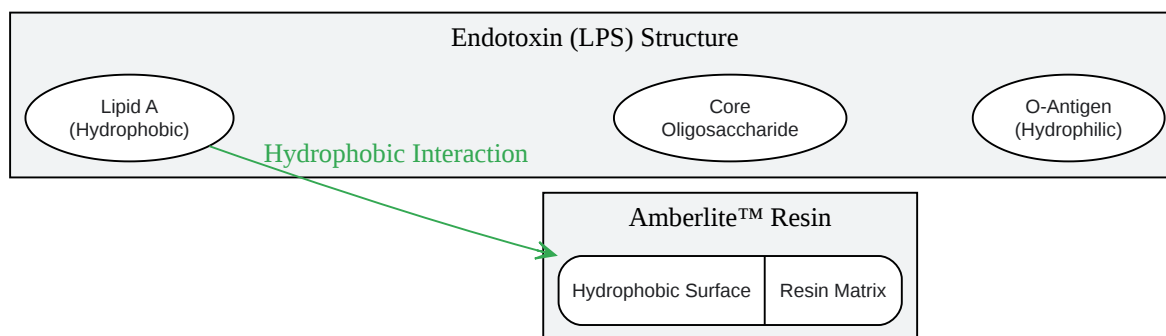 Endotoxin (LPS) Structure
Lipid A
(Hydrophobic)
Core
Oligosaccharide
O-Antigen
(Hydrophilic)
Hydrophobic Interaction
Amberlite™ Resin
Hydrophobic Surface
Resin Matrix